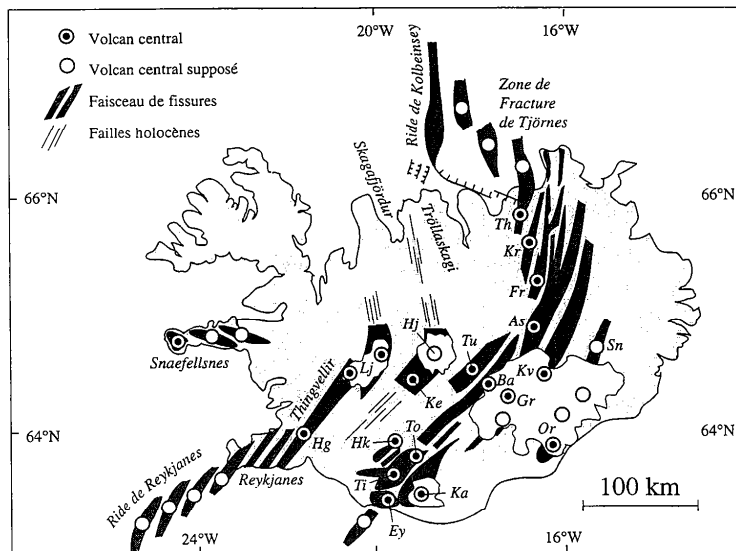 20°W
16°W
Volcan central
Volcan central supposé
Faisceau de fissures
Failles holocènes
Ride de Kolbeinsey
Zone de
Fracture
de Tjörnes
66°N
66°N
Skagafjördur
Tröllaskagi
Th
Kr
Fr
As
Hj
Tu
Sn
Snaefellsnes
Lj
Thingvellir
Ke
Ba
Kv
Gr
64°N
64°N
Hg
Hk
To
Or
Reykjanes
Ride de Reykjanes
Ti
Ka
Ey
100 km
24°W
20°W
16°W